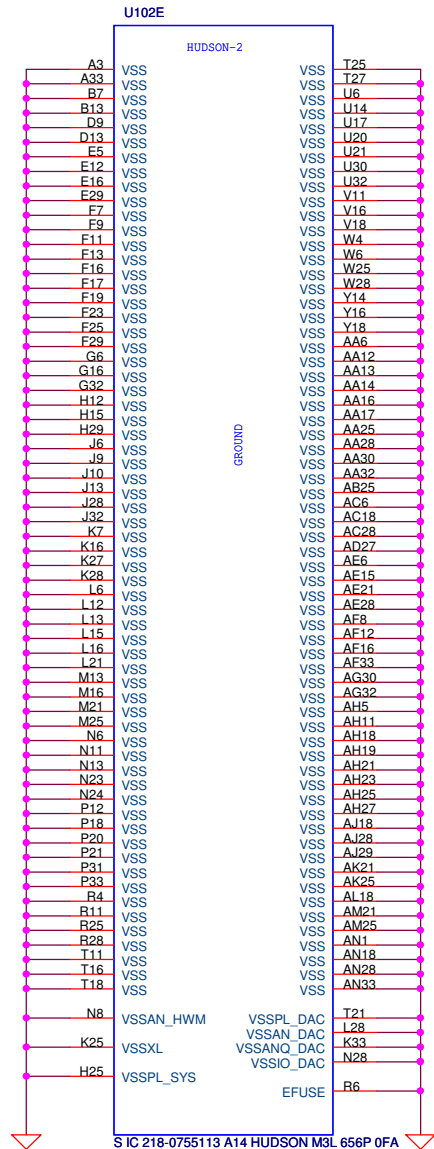 U102E
HUDSON-2
A3 VSS VSS T25
A33 VSS VSS T27
B7 VSS VSS U6
B13 VSS VSS U14
D9 VSS VSS U17
D13 VSS VSS U20
E5 VSS VSS U21
E12 VSS VSS U30
E16 VSS VSS U32
E29 VSS VSS V11
F7 VSS VSS V16
F9 VSS VSS V18
F11 VSS VSS W4
F13 VSS VSS W6
F16 VSS VSS W25
F17 VSS VSS W28
F19 VSS VSS Y14
F23 VSS VSS Y16
F25 VSS VSS Y18
F29 VSS VSS AA6
G6 VSS VSS AA12
G16 VSS VSS AA13
G32 VSS VSS AA14
H12 VSS VSS AA16
H15 VSS VSS AA17
H29 VSS VSS AA25
J6 VSS VSS AA28
J9 VSS VSS AA30
J10 VSS VSS AA32
J13 VSS VSS AB25
J28 VSS VSS AC6
J32 VSS VSS AC18
K7 VSS VSS AC28
K16 VSS VSS AD27
K27 VSS VSS AE6
K28 VSS VSS AE15
L6 VSS VSS AE21
L12 VSS VSS AE28
L13 VSS VSS AF8
L15 VSS VSS AF12
L16 VSS VSS AF16
L21 VSS VSS AF33
M13 VSS VSS AG30
M16 VSS VSS AG32
M21 VSS VSS AH5
M25 VSS VSS AH11
N6 VSS VSS AH18
N11 VSS VSS AH19
N13 VSS VSS AH21
N23 VSS VSS AH23
N24 VSS VSS AH25
P12 VSS VSS AH27
P18 VSS VSS AJ18
P20 VSS VSS AJ28
P21 VSS VSS AJ29
P31 VSS VSS AK21
P33 VSS VSS AK25
R4 VSS VSS AL18
R11 VSS VSS AM21
R25 VSS VSS AM25
R28 VSS VSS AN1
T11 VSS VSS AN18
T16 VSS VSS AN28
T18 VSS VSS AN33
GROUND
N8 VSSAN_HWM VSSPL_DAC T21
VSSAN_DAC L28
K25 VSSXL VSSANQ_DAC K33
VSSIO_DAC N28
H25 VSSPL_SYS
EFUSE R6
S IC 218-0755113 A14 HUDSON M3L 656P 0FA